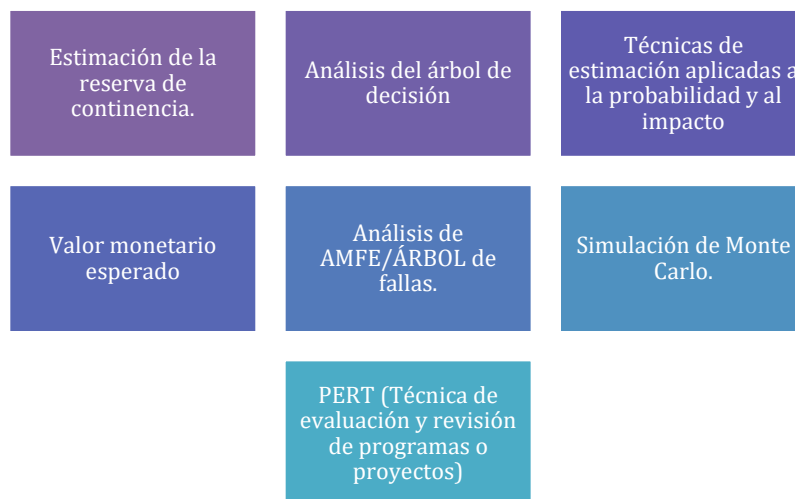 Estimación de la
reserva de
continencia.
Análisis del árbol de
decisión
Técnicas de
estimación aplicadas a
la probabilidad y al
impacto
Valor monetario
esperado
Análisis de
AMFE/ÁRBOL de
fallas.
Simulación de Monte
Carlo.
PERT (Técnica de
evaluación y revisión
de programas o
proyectos)